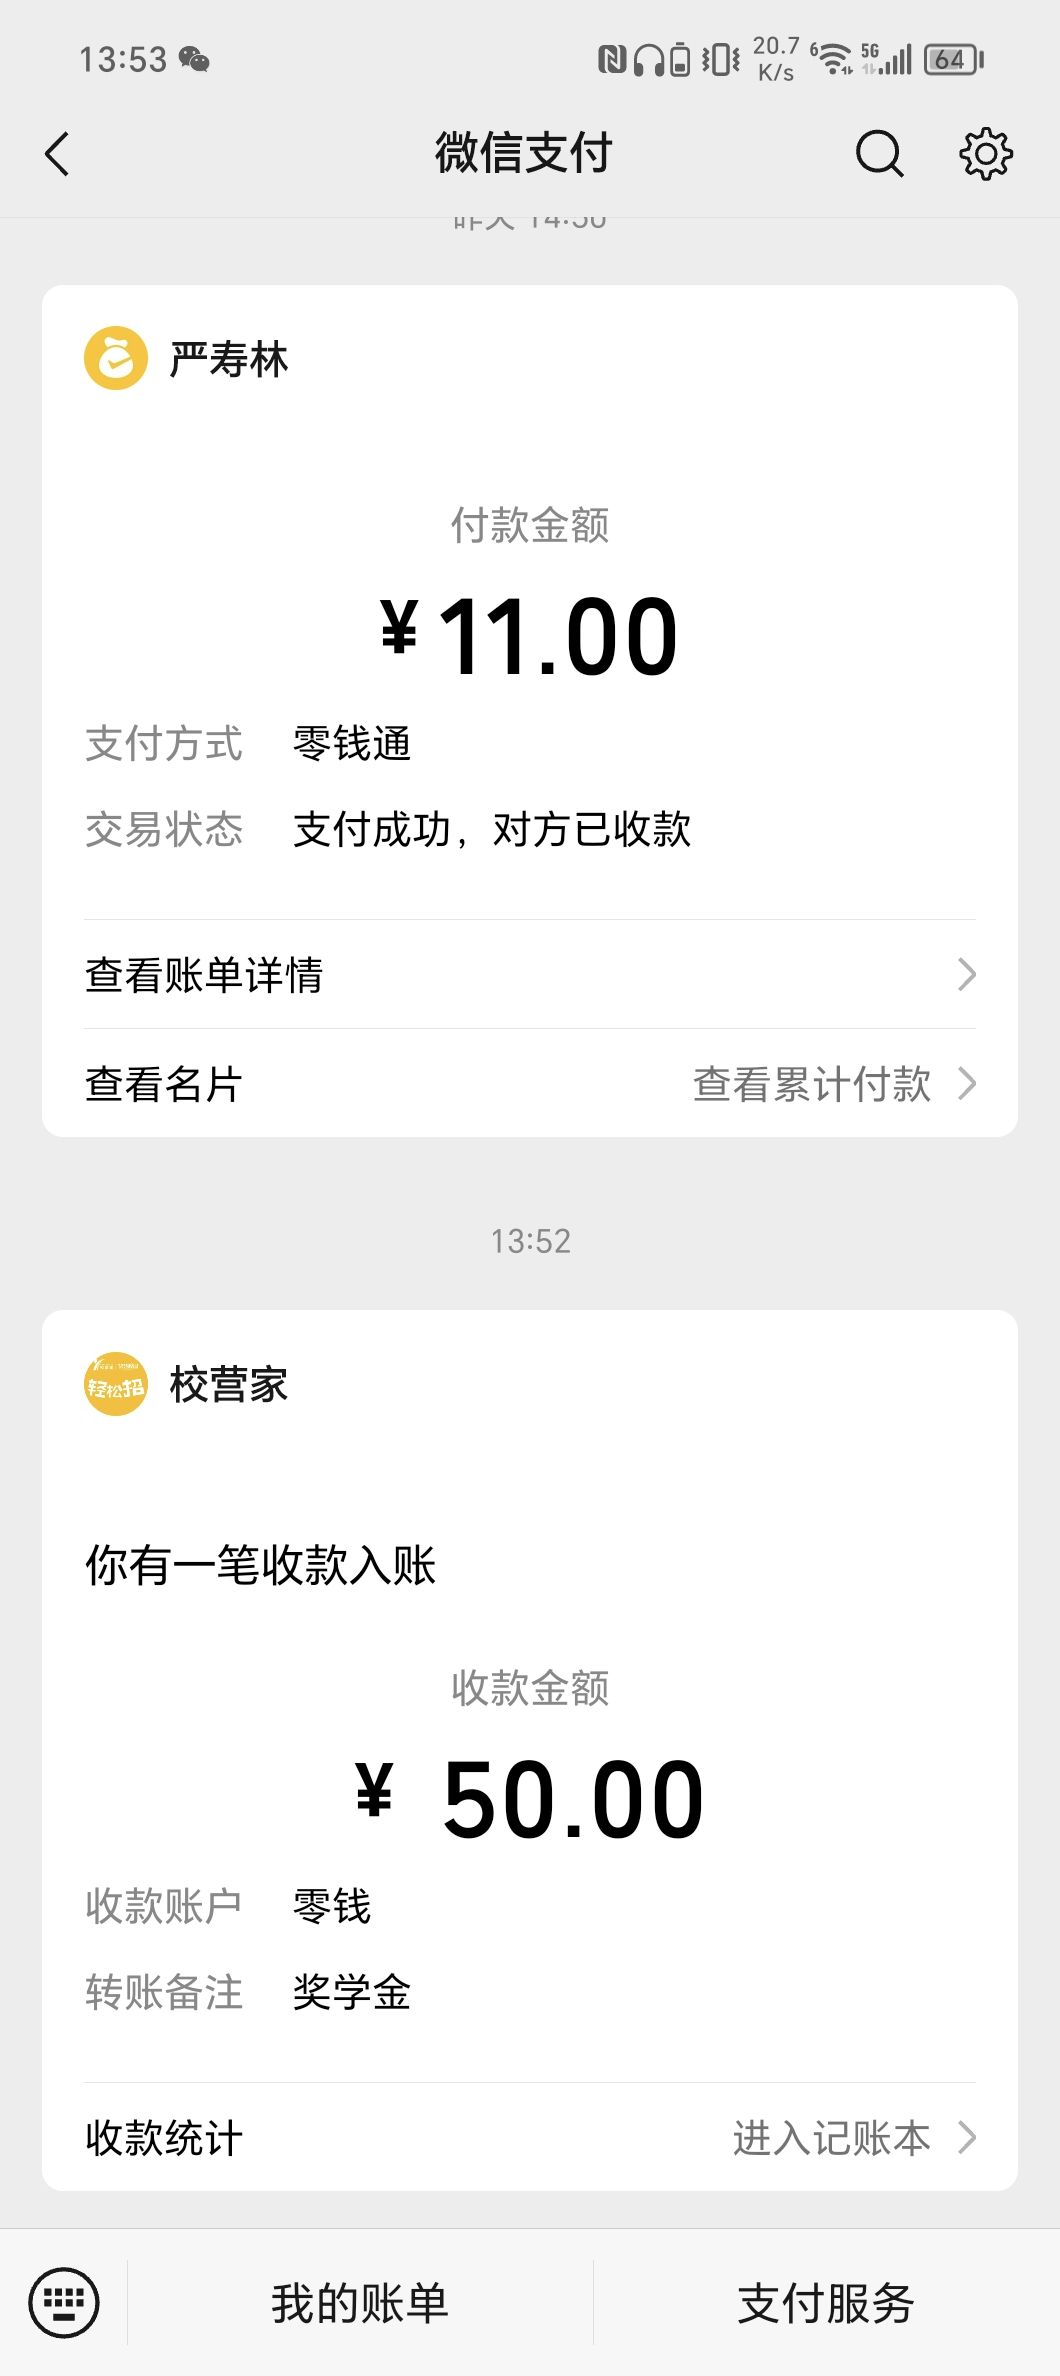 13:53
20.7
K/s
6
5G
64
微信支付
昨天 14:56
严寿林
付款金额
¥11.00
支付方式 零钱通
交易状态 支付成功，对方已收款
查看账单详情
查看名片 查看累计付款
13:52
轻松招
校营家
你有一笔收款入账
收款金额
¥ 50.00
收款账户 零钱
转账备注 奖学金
收款统计 进入记账本
我的账单
支付服务